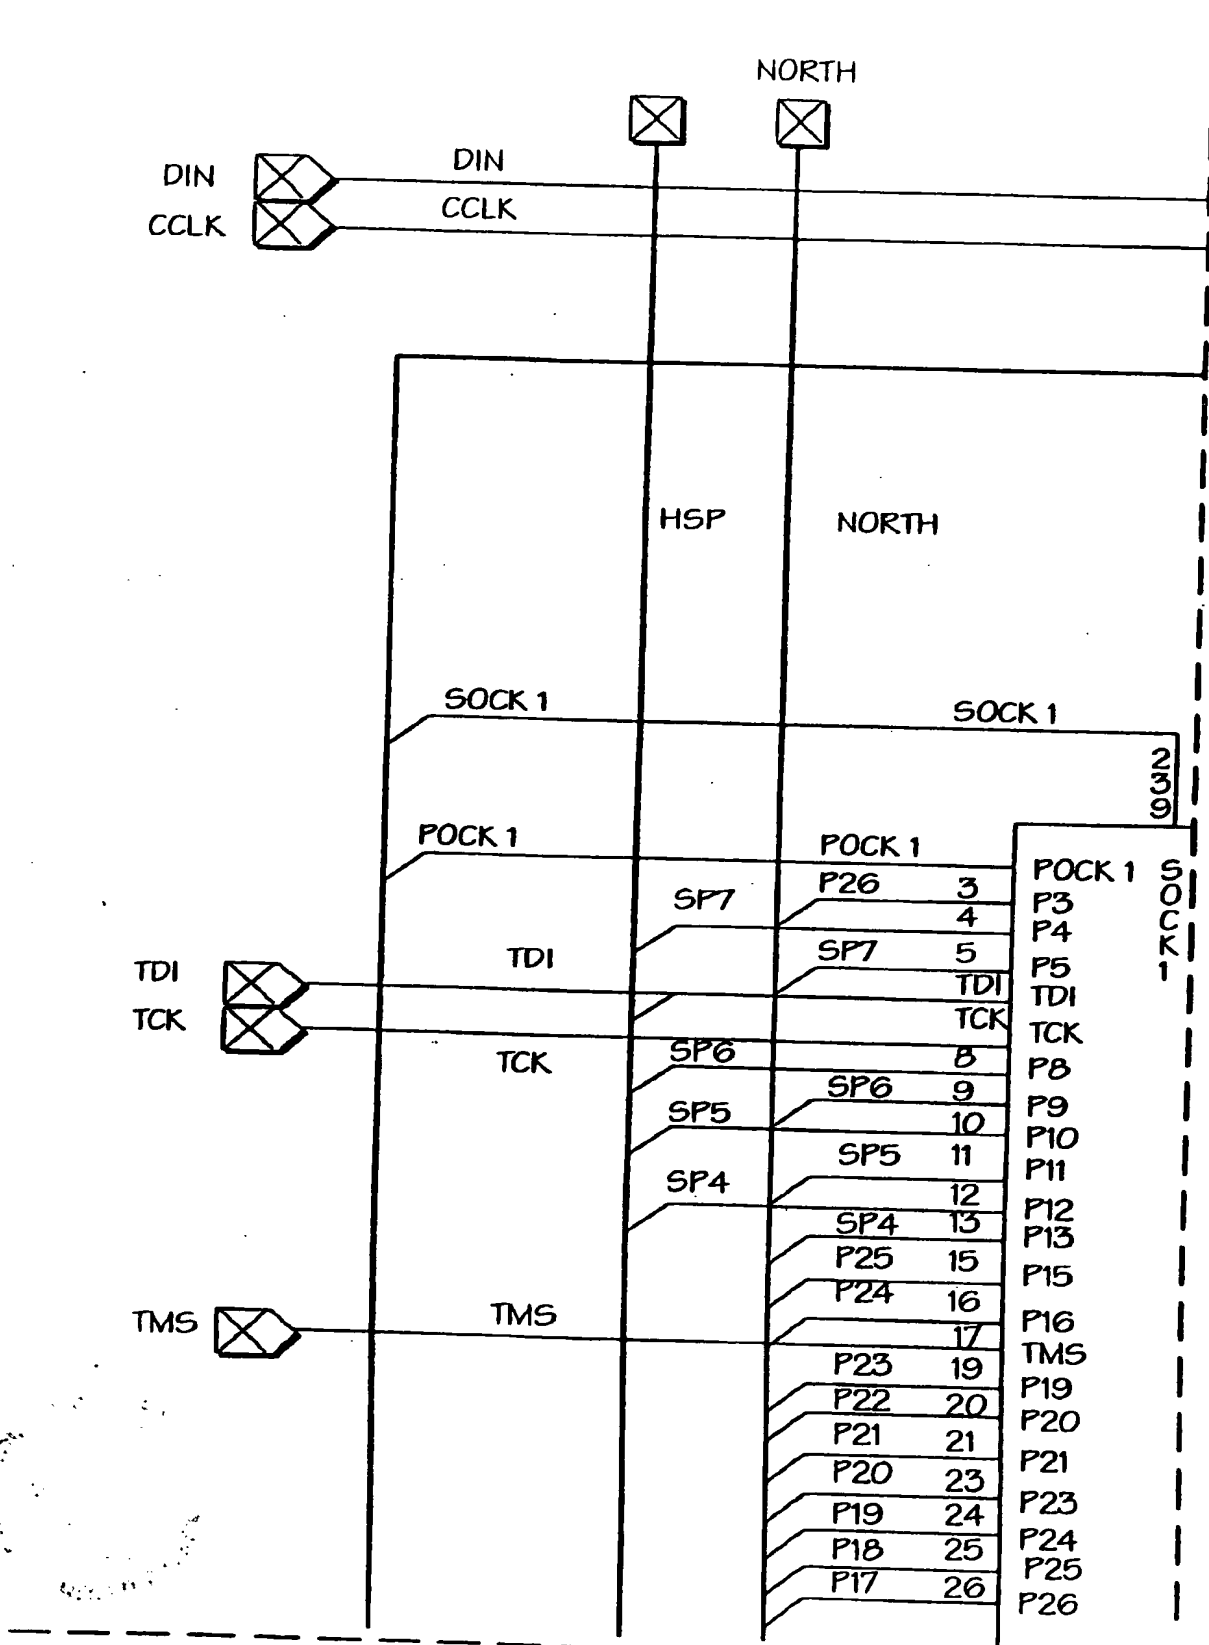 NORTH
DIN
DIN
CCLK
CCLK
HSP
NORTH
SOCK 1
SOCK 1
2
3
9
POCK 1
POCK 1
POCK 1
SOCK1
P26
3
P3
SP7
4
P4
SP7
5
P5
TDI
TDI
TDI
TDI
TCK
TCK
TCK
TCK
SP6
8
P8
SP6
9
P9
SP5
10
P10
SP5
11
P11
SP4
12
P12
SP4
13
P13
P25
15
P15
P24
16
P16
TMS
TMS
17
TMS
P23
19
P19
P22
20
P20
P21
21
P21
P20
23
P23
P19
24
P24
P18
25
P25
P17
26
P26